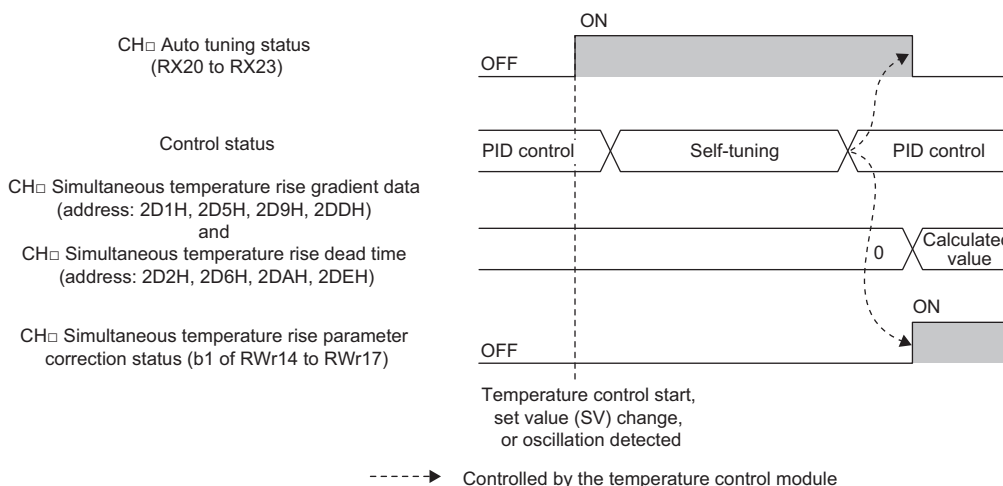 ON
CH□ Auto tuning status
(RX20 to RX23)
OFF
Control status
PID control
Self-tuning
PID control
CH□ Simultaneous temperature rise gradient data
(address: 2D1H, 2D5H, 2D9H, 2DDH)
and
CH□ Simultaneous temperature rise dead time
(address: 2D2H, 2D6H, 2DAH, 2DEH)
0
Calculated
value
ON
CH□ Simultaneous temperature rise parameter
correction status (b1 of RWr14 to RWr17)
OFF
Temperature control start,
set value (SV) change,
or oscillation detected
Controlled by the temperature control module